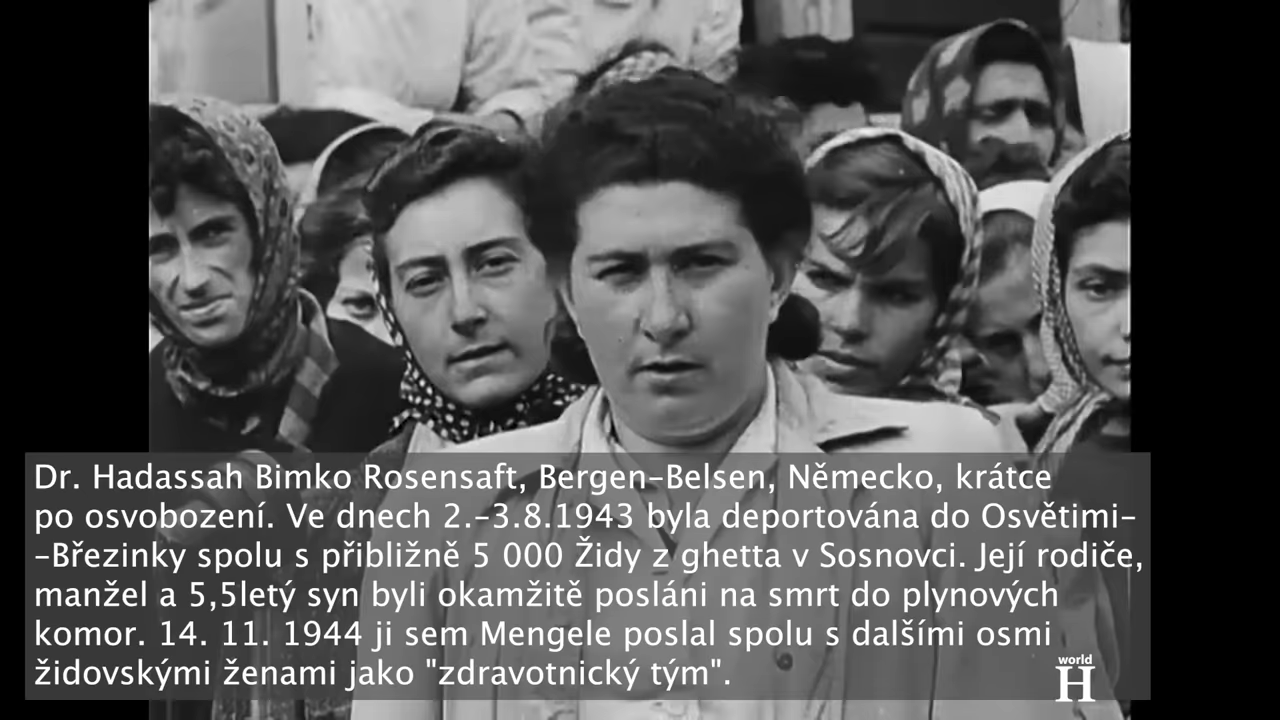 Dr. Hadassah Bimko Rosensaft, Bergen–Belsen, Německo, krátce
po osvobození. Ve dnech 2.–3.8.1943 byla deportována do Osvětimi–
–Březinky spolu s přibližně 5 000 Židy z ghetta v Sosnovci. Její rodiče,
manžel a 5,5letý syn byli okamžitě posláni na smrt do plynových
komor. 14. 11. 1944 ji sem Mengele poslal spolu s dalšími osmi
židovskými ženami jako "zdravotnický tým".
world
H